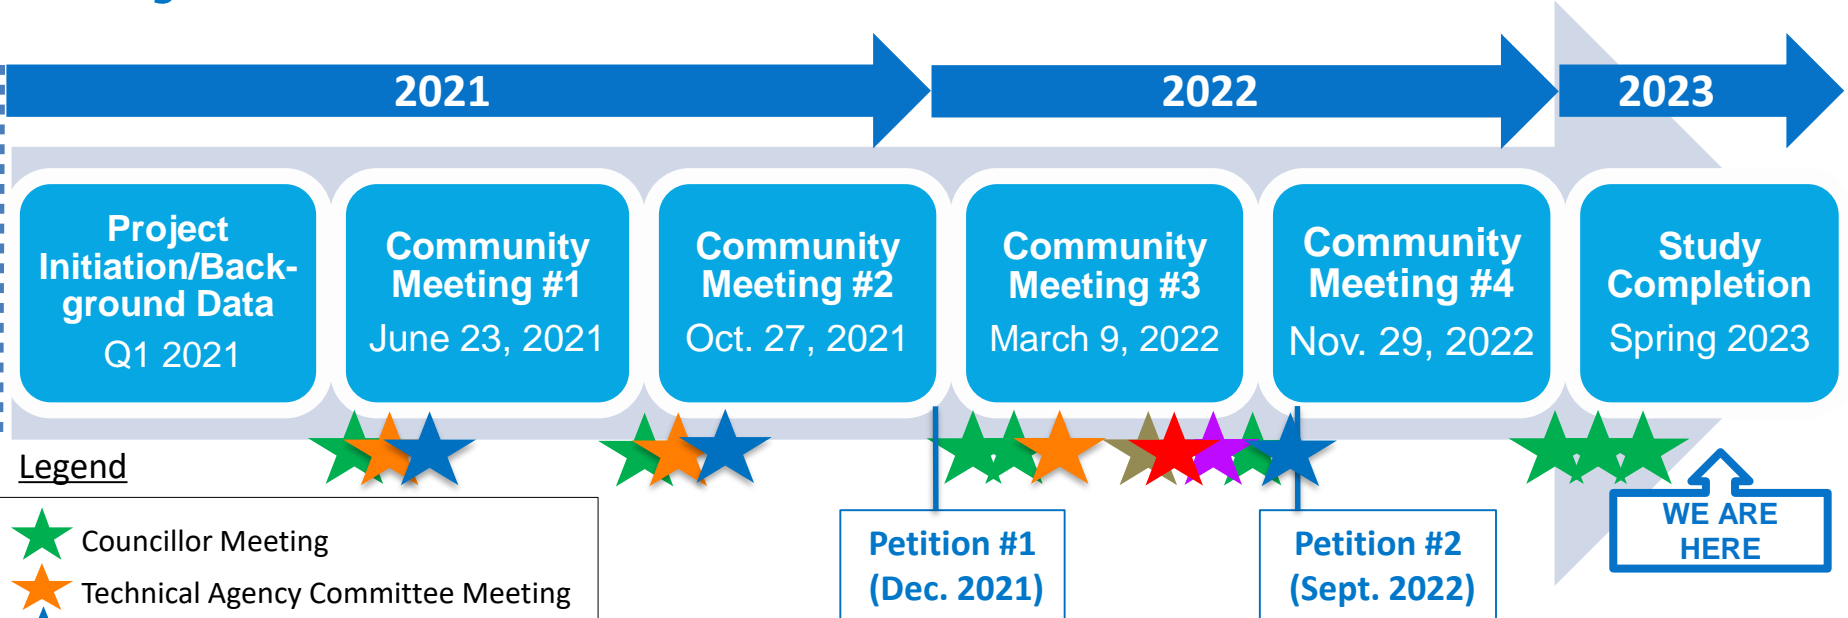 2021
2022
2023
Project
Initiation/Back-
ground Data
Q1 2021
Community
Meeting #1
June 23, 2021
Community
Meeting #2
Oct. 27, 2021
Community
Meeting #3
March 9, 2022
Community
Meeting #4
Nov. 29, 2022
Study
Completion
Spring 2023
Legend
Councillor Meeting
Technical Agency Committee Meeting
Petition #1
(Dec. 2021)
Petition #2
(Sept. 2022)
WE ARE
HERE